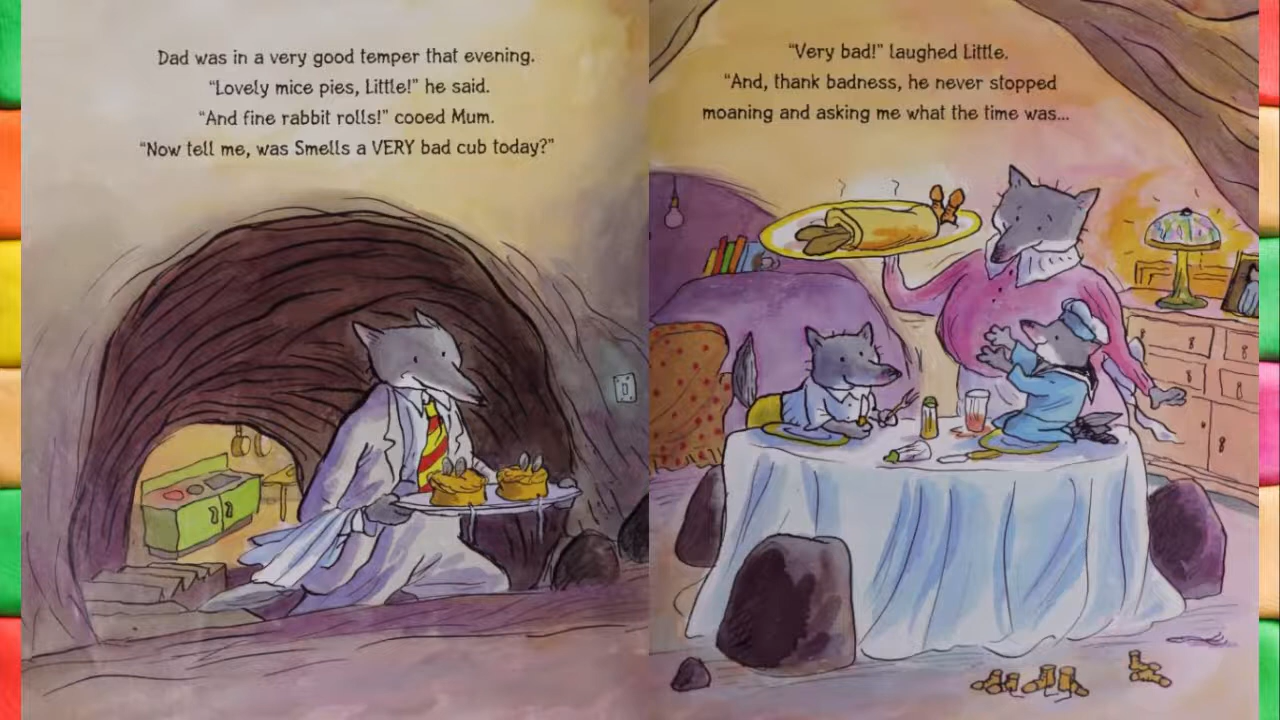 Dad was in a very good temper that evening.
“Lovely mice pies, Little!” he said.
“And fine rabbit rolls!” cooed Mum.
“Now tell me, was Smells a VERY bad cub today?”
“Very bad!” laughed Little.
“And, thank badness, he never stopped
moaning and asking me what the time was...